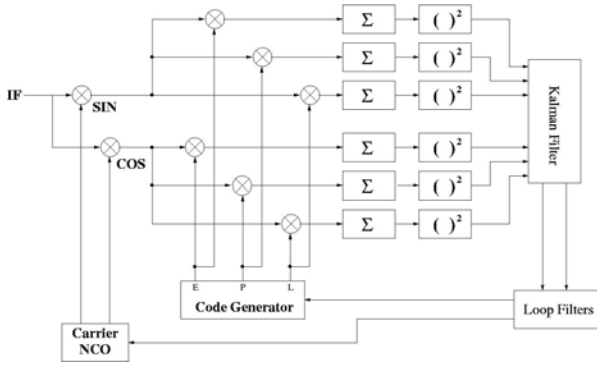 Σ ( )²
Σ ( )²
IF SIN Σ ( )²
Kalman Filter
COS Σ ( )²
Σ ( )²
Σ ( )²
E P L
Code Generator
Loop Filters
Carrier
NCO